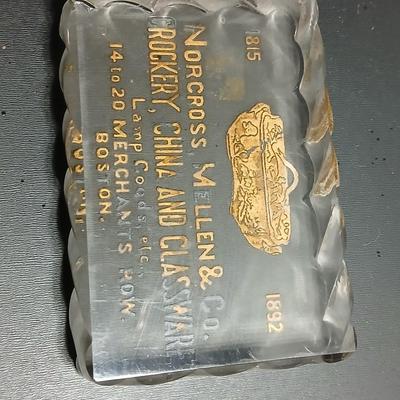 1815 1892
NORCROSS, MELLEN & CO.
CROCKERY, CHINA AND GLASSWARE
Lamp Goods, etc.,
14 to 20 MERCHANTS ROW.
BOSTON.